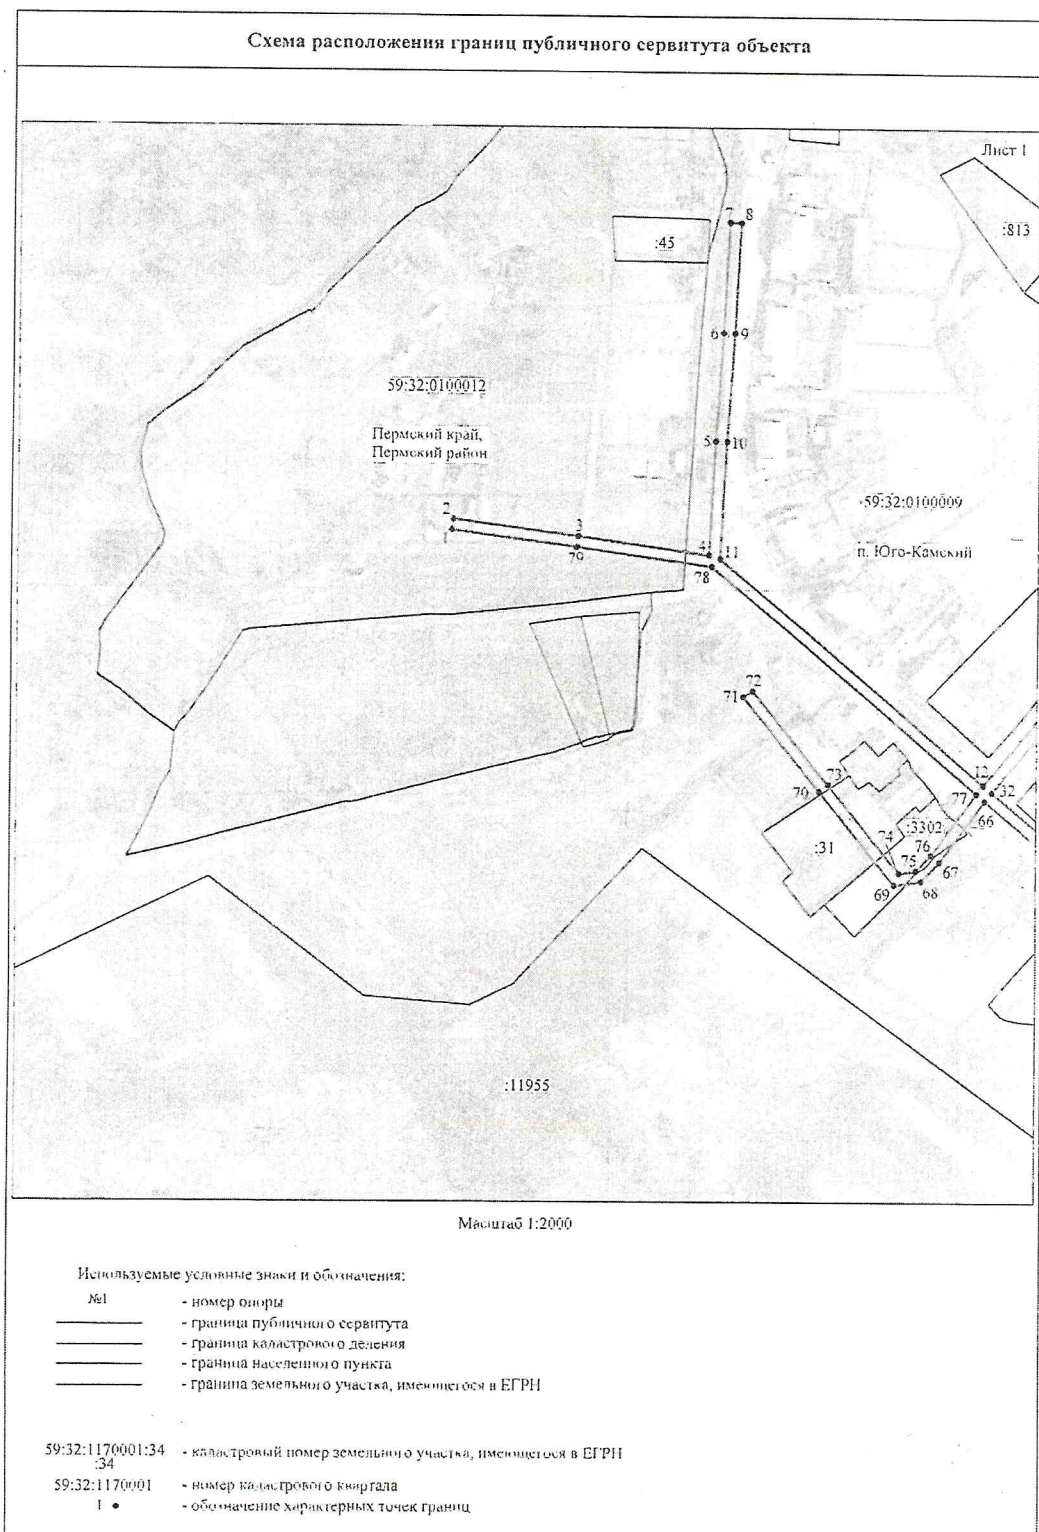 Схема расположения границ публичного сервитута объекта
Лист 1
7 8
:45
:813
6 9
59:32:0100012
Пермский край,
Пермский район
5 10
59:32:0100009
2
3
1
79
4 11
п. Юго-Камский
78
72
71
73
70
12
32
77
66
:3302
74
:31
76
75
67
69
68
:11955
Масштаб 1:2000
Используемые условные знаки и обозначения:
№1 - номер опоры
- граница публичного сервитута
- граница кадастрового деления
- граница населенного пункта
- граница земельного участка, имеющегося в ЕГРН
59:32:1170001:34 - кадастровый номер земельного участка, имеющегося в ЕГРН
:34
59:32:1170001 - номер кадастрового квартала
1 ● - обозначение характерных точек границ